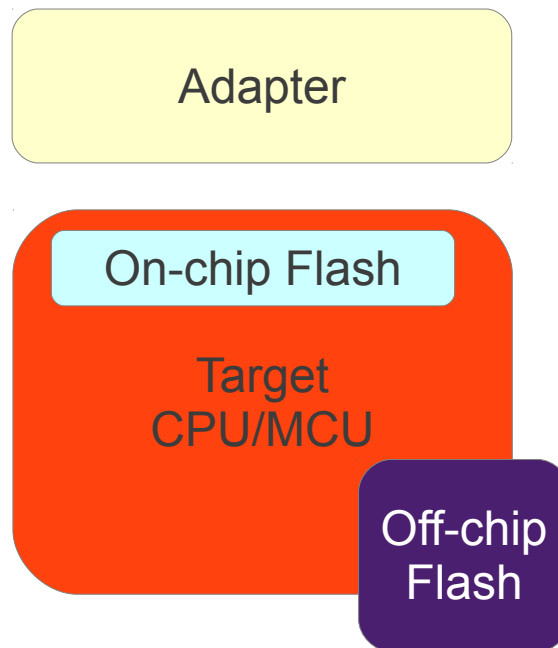 Adapter
On-chip Flash
Target
CPU/MCU
Off-chip
Flash